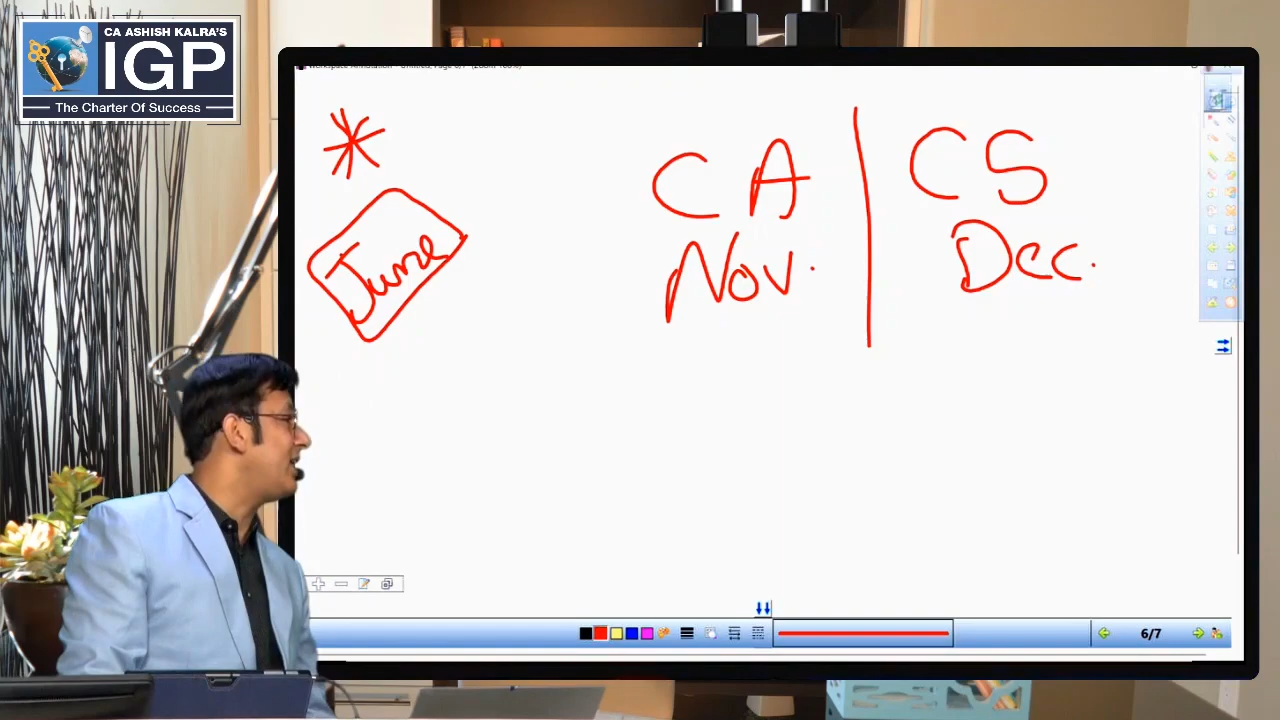 CA ASHISH KALRA'S
IGP
The Charter Of Success
*
June
CA | CS
Nov. | Dec.
6/7